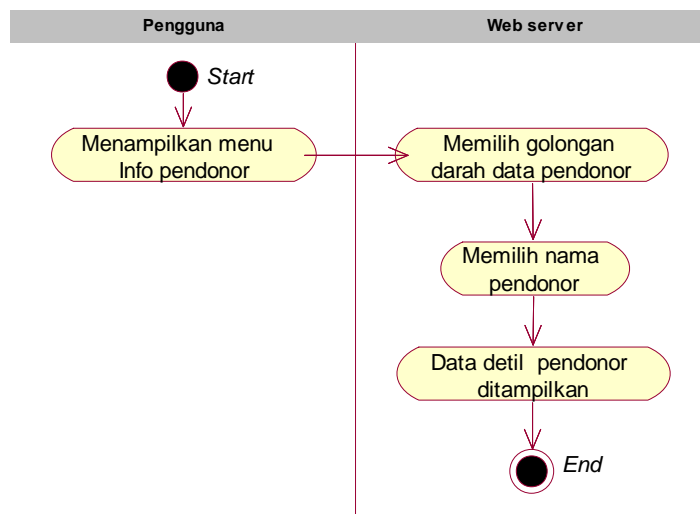 Pengguna
Web server
Start
Menampilkan menu
Info pendonor
Memilih golongan
darah data pendonor
Memilih nama
pendonor
Data detil pendonor
ditampilkan
End